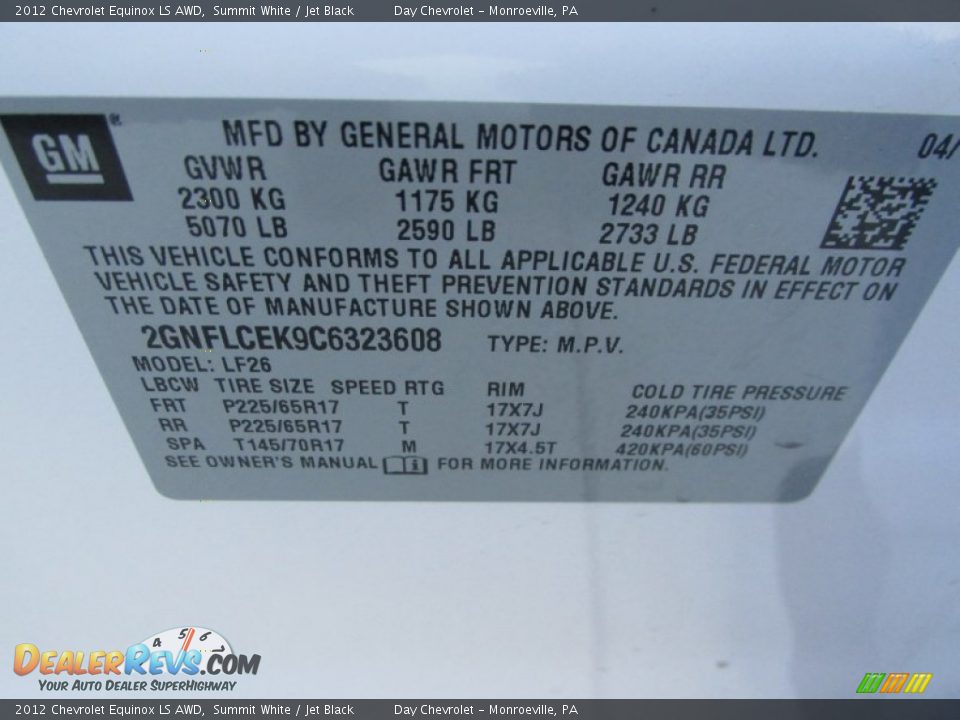 2012 Chevrolet Equinox LS AWD, Summit White / Jet Black Day Chevrolet - Monroeville, PA
GM®
MFD BY GENERAL MOTORS OF CANADA LTD. 04/
GVWR GAWR FRT GAWR RR
2300 KG 1175 KG 1240 KG
5070 LB 2590 LB 2733 LB
THIS VEHICLE CONFORMS TO ALL APPLICABLE U.S. FEDERAL MOTOR
VEHICLE SAFETY AND THEFT PREVENTION STANDARDS IN EFFECT ON
THE DATE OF MANUFACTURE SHOWN ABOVE.
2GNFLCEK9C6323608 TYPE: M.P.V.
MODEL: LF26
LBCW TIRE SIZE SPEED RTG RIM COLD TIRE PRESSURE
FRT P225/65R17 T 17X7J 240KPA(35PSI)
RR P225/65R17 T 17X7J 240KPA(35PSI)
SPA T145/70R17 M 17X4.5T 420KPA(60PSI)
SEE OWNER'S MANUAL FOR MORE INFORMATION.
4 5 6
DEALERREVS.COM
YOUR AUTO DEALER SUPERHIGHWAY
2012 Chevrolet Equinox LS AWD, Summit White / Jet Black Day Chevrolet - Monroeville, PA